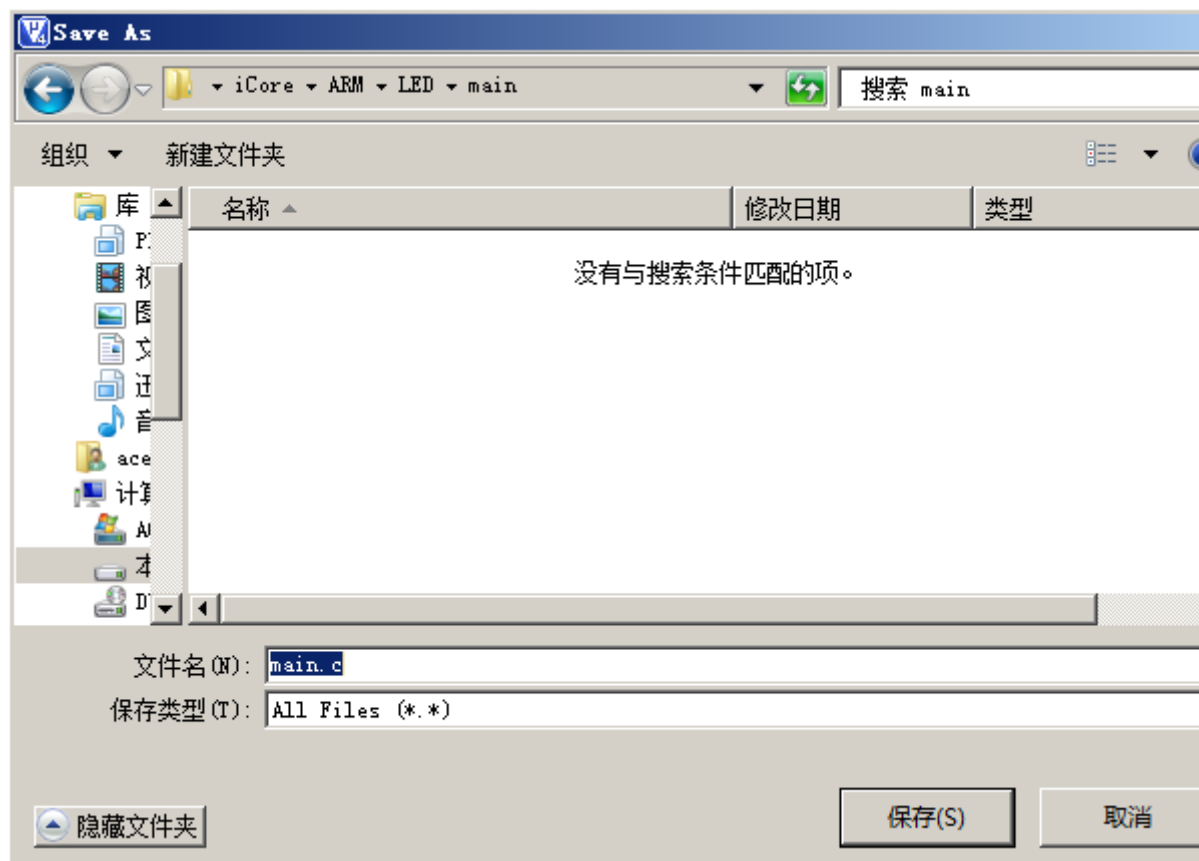 Save As
iCore ARM LED main
搜索 main
组织 新建文件夹
名称 修改日期 类型
没有与搜索条件匹配的项。
库
ace
文件名(N): main.c
保存类型(T): All Files (*.*)
隐藏文件夹 保存(S) 取消